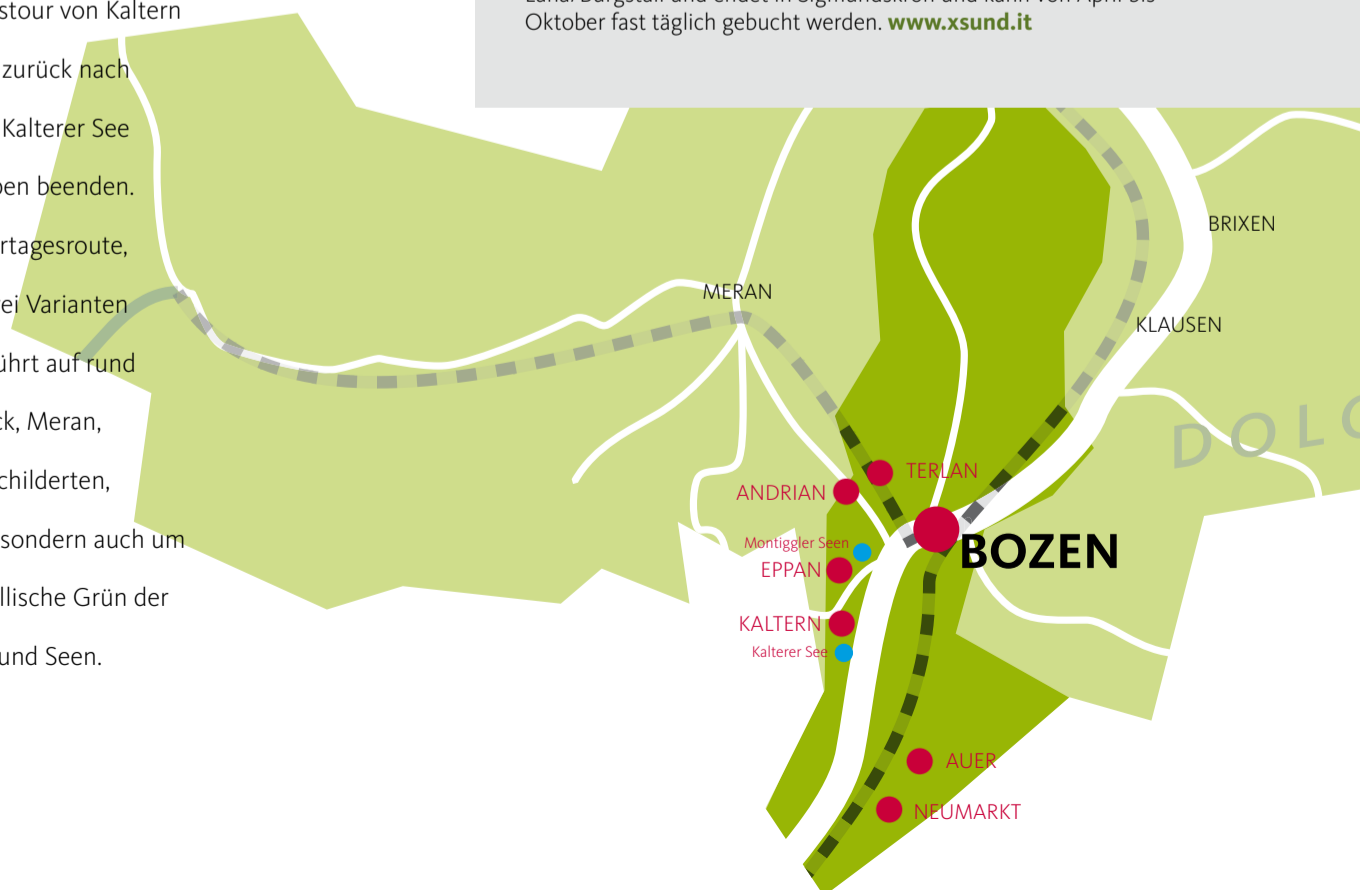 stour von Kaltern
zurück nach
Kalterer See
en beenden.
rtagesroute,
ei Varianten
ührt auf rund
ck, Meran,
childerten,
sondern auch um
llische Grün der
und Seen.
Oktober fast täglich gebucht werden. www.xsund.it
BRIXEN
MERAN
KLAUSEN
DOLO
TERLAN
ANDRIAN
BOZEN
Montiggler Seen
EPPAN
KALTERN
Kalterer See
AUER
NEUMARKT